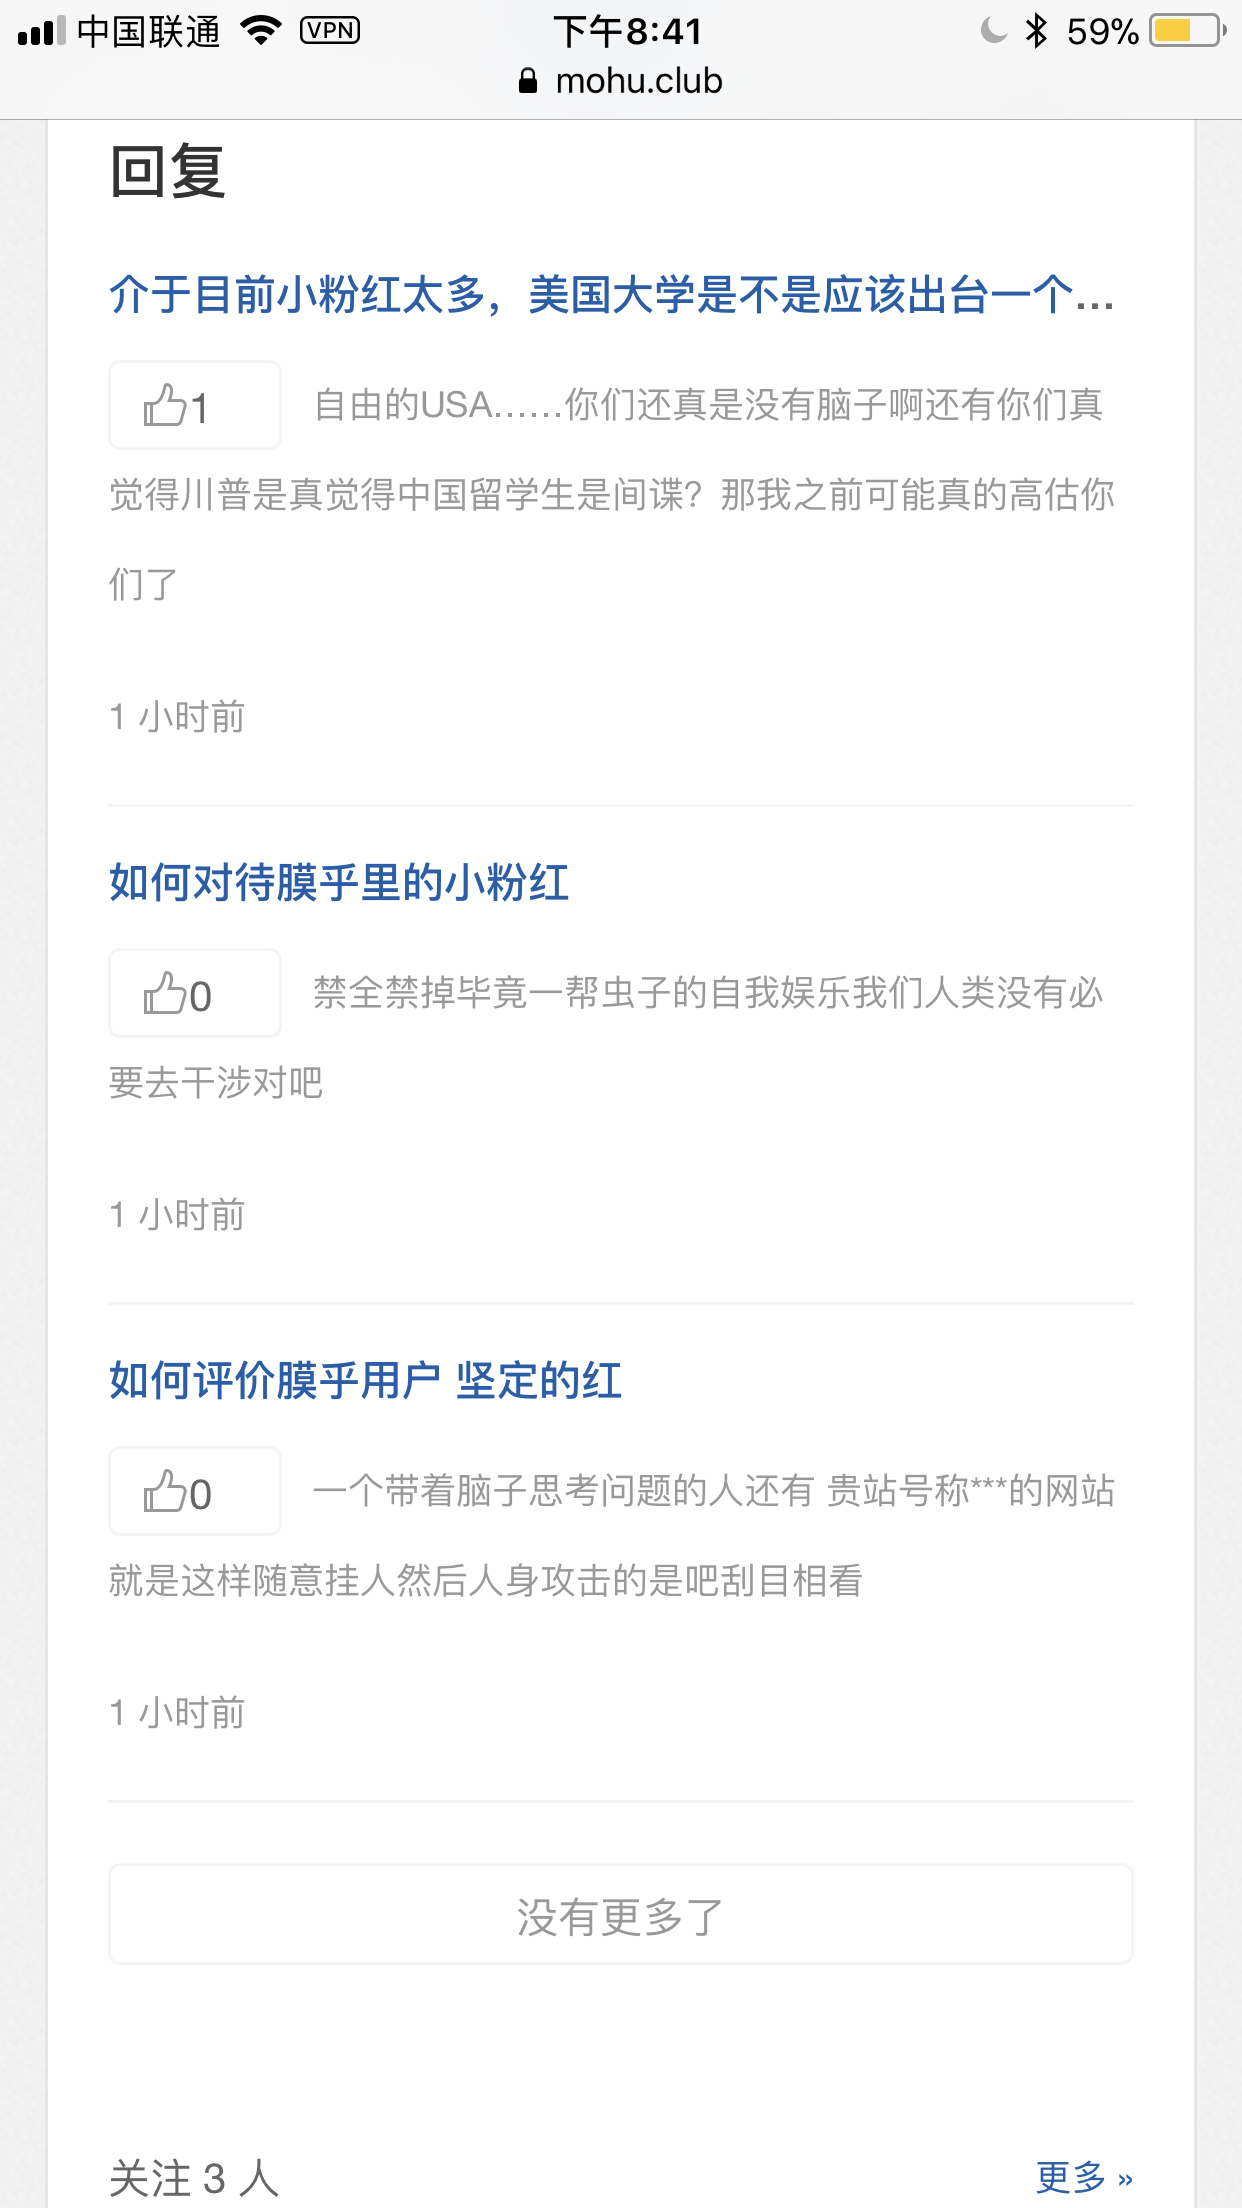 中国联通 VPN 下午8:41 59%
mohu.club
回复
介于目前小粉红太多，美国大学是不是应该出台一个...
1 自由的USA……你们还真是没有脑子啊还有你们真
觉得川普是真觉得中国留学生是间谍？那我之前可能真的高估你
们了
1 小时前
如何对待膜乎里的小粉红
0 禁全禁掉毕竟一帮虫子的自我娱乐我们人类没有必
要去干涉对吧
1 小时前
如何评价膜乎用户 坚定的红
0 一个带着脑子思考问题的人还有 贵站号称***的网站
就是这样随意挂人然后人身攻击的是吧刮目相看
1 小时前
没有更多了
关注 3 人 更多 »